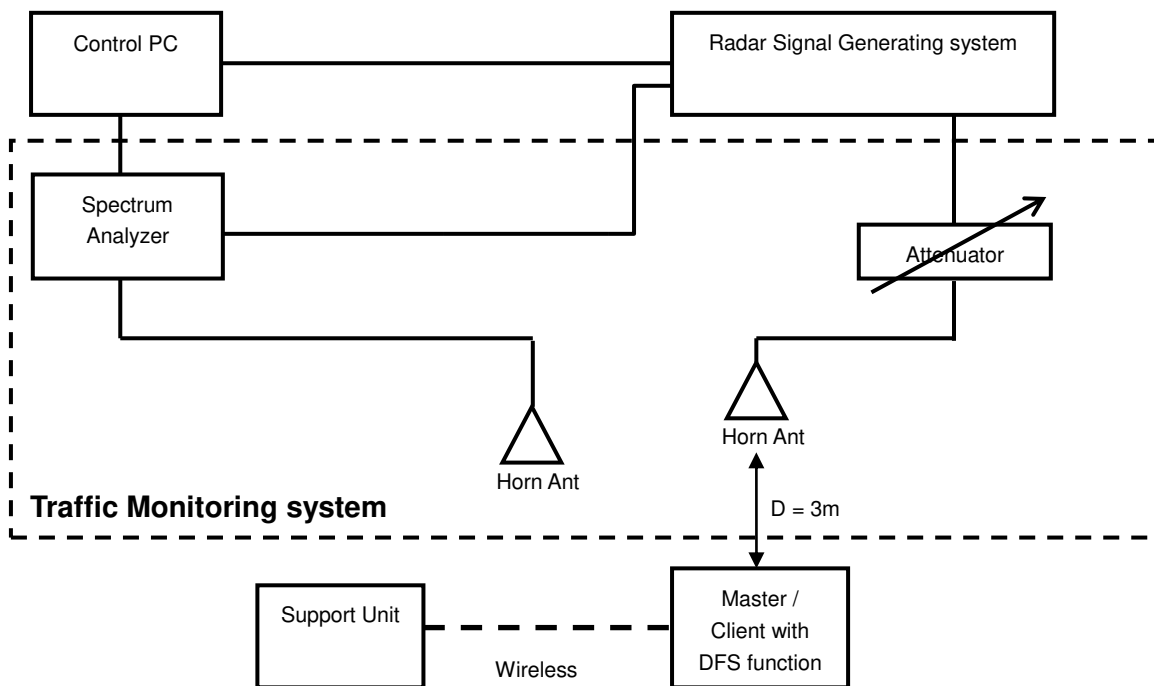 Control PC
Radar Signal Generating system
Spectrum
Analyzer
Attenuator
Horn Ant
Horn Ant
Traffic Monitoring system
D = 3m
Support Unit
Wireless
Master /
Client with
DFS function